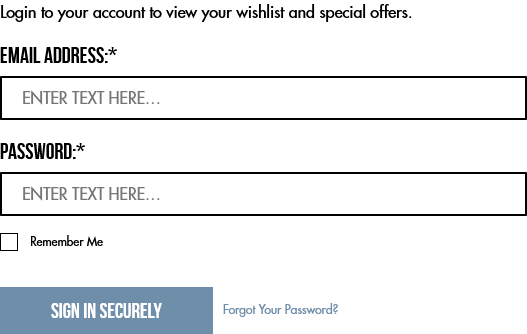 Login to your account to view your wishlist and special offers.
EMAIL ADDRESS:*
ENTER TEXT HERE...
PASSWORD:*
ENTER TEXT HERE...
Remember Me
SIGN IN SECURELY Forgot Your Password?